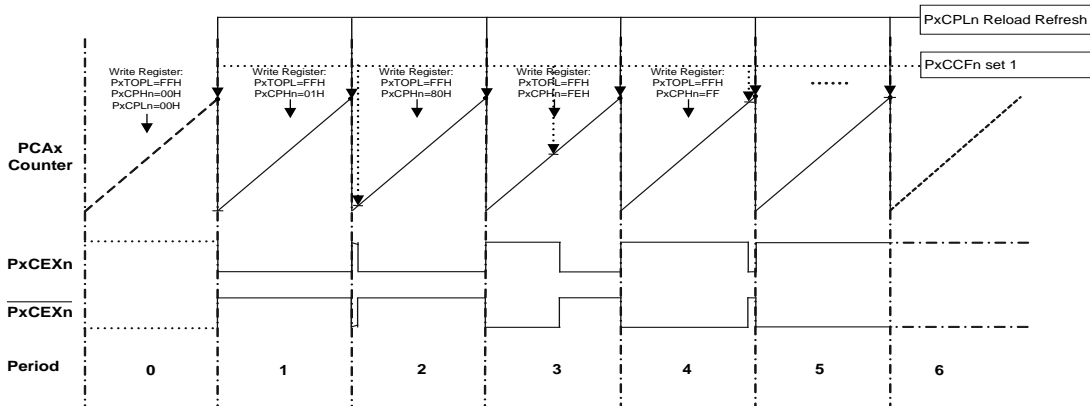 PxCPLn Reload Refresh
PxCCFn set 1
Write Register:
PxTOPL=FFH
PxCPHn=00H
PxCPLn=00H
Write Register:
PxTOPL=FFH
PxCPHn=01H
Write Register:
PxTOPL=FFH
PxCPHn=80H
Write Register:
PxTOPL=FFH
PxCPHn=FEH
Write Register:
PxTOPL=FFH
PxCPHn=FF
PCAx
Counter
PxCEXn
PxCEXn
Period 0 1 2 3 4 5 6